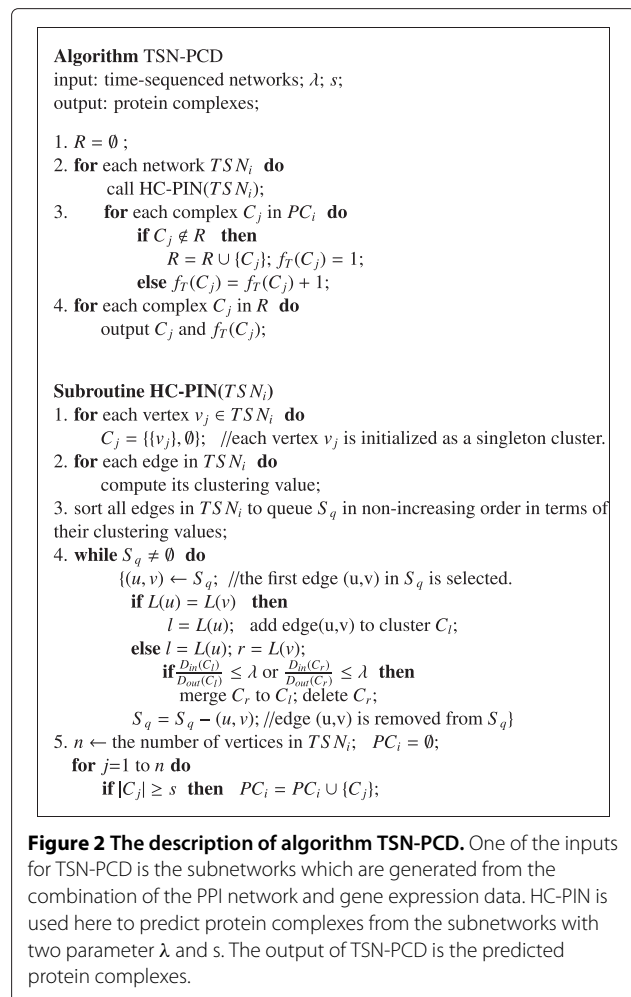 Algorithm TSN-PCD
input: time-sequenced networks; λ; s;
output: protein complexes;
1. R = ∅ ;
2. for each network TSN_i do
call HC-PIN(TSN_i);
3. for each complex C_j in PC_i do
if C_j ∉ R then
R = R ∪ {C_j}; f_T(C_j) = 1;
else f_T(C_j) = f_T(C_j) + 1;
4. for each complex C_j in R do
output C_j and f_T(C_j);
Subroutine HC-PIN(TSN_i)
1. for each vertex v_j ∈ TSN_i do
C_j = {{v_j}, ∅}; //each vertex v_j is initialized as a singleton cluster.
2. for each edge in TSN_i do
compute its clustering value;
3. sort all edges in TSN_i to queue S_q in non-increasing order in terms of
their clustering values;
4. while S_q ≠ ∅ do
{(u, v) ← S_q; //the first edge (u,v) in S_q is selected.
if L(u) = L(v) then
l = L(u); add edge(u,v) to cluster C_l;
else l = L(u); r = L(v);
if D_in(C_l)/D_out(C_l) ≤ λ or D_in(C_r)/D_out(C_r) ≤ λ then
merge C_r to C_l; delete C_r;
S_q = S_q − (u, v); //edge (u,v) is removed from S_q}
5. n ← the number of vertices in TSN_i; PC_i = ∅;
for j=1 to n do
if |C_j| ≥ s then PC_i = PC_i ∪ {C_j};
Figure 2 The description of algorithm TSN-PCD. One of the inputs
for TSN-PCD is the subnetworks which are generated from the
combination of the PPI network and gene expression data. HC-PIN is
used here to predict protein complexes from the subnetworks with
two parameter λ and s. The output of TSN-PCD is the predicted
protein complexes.